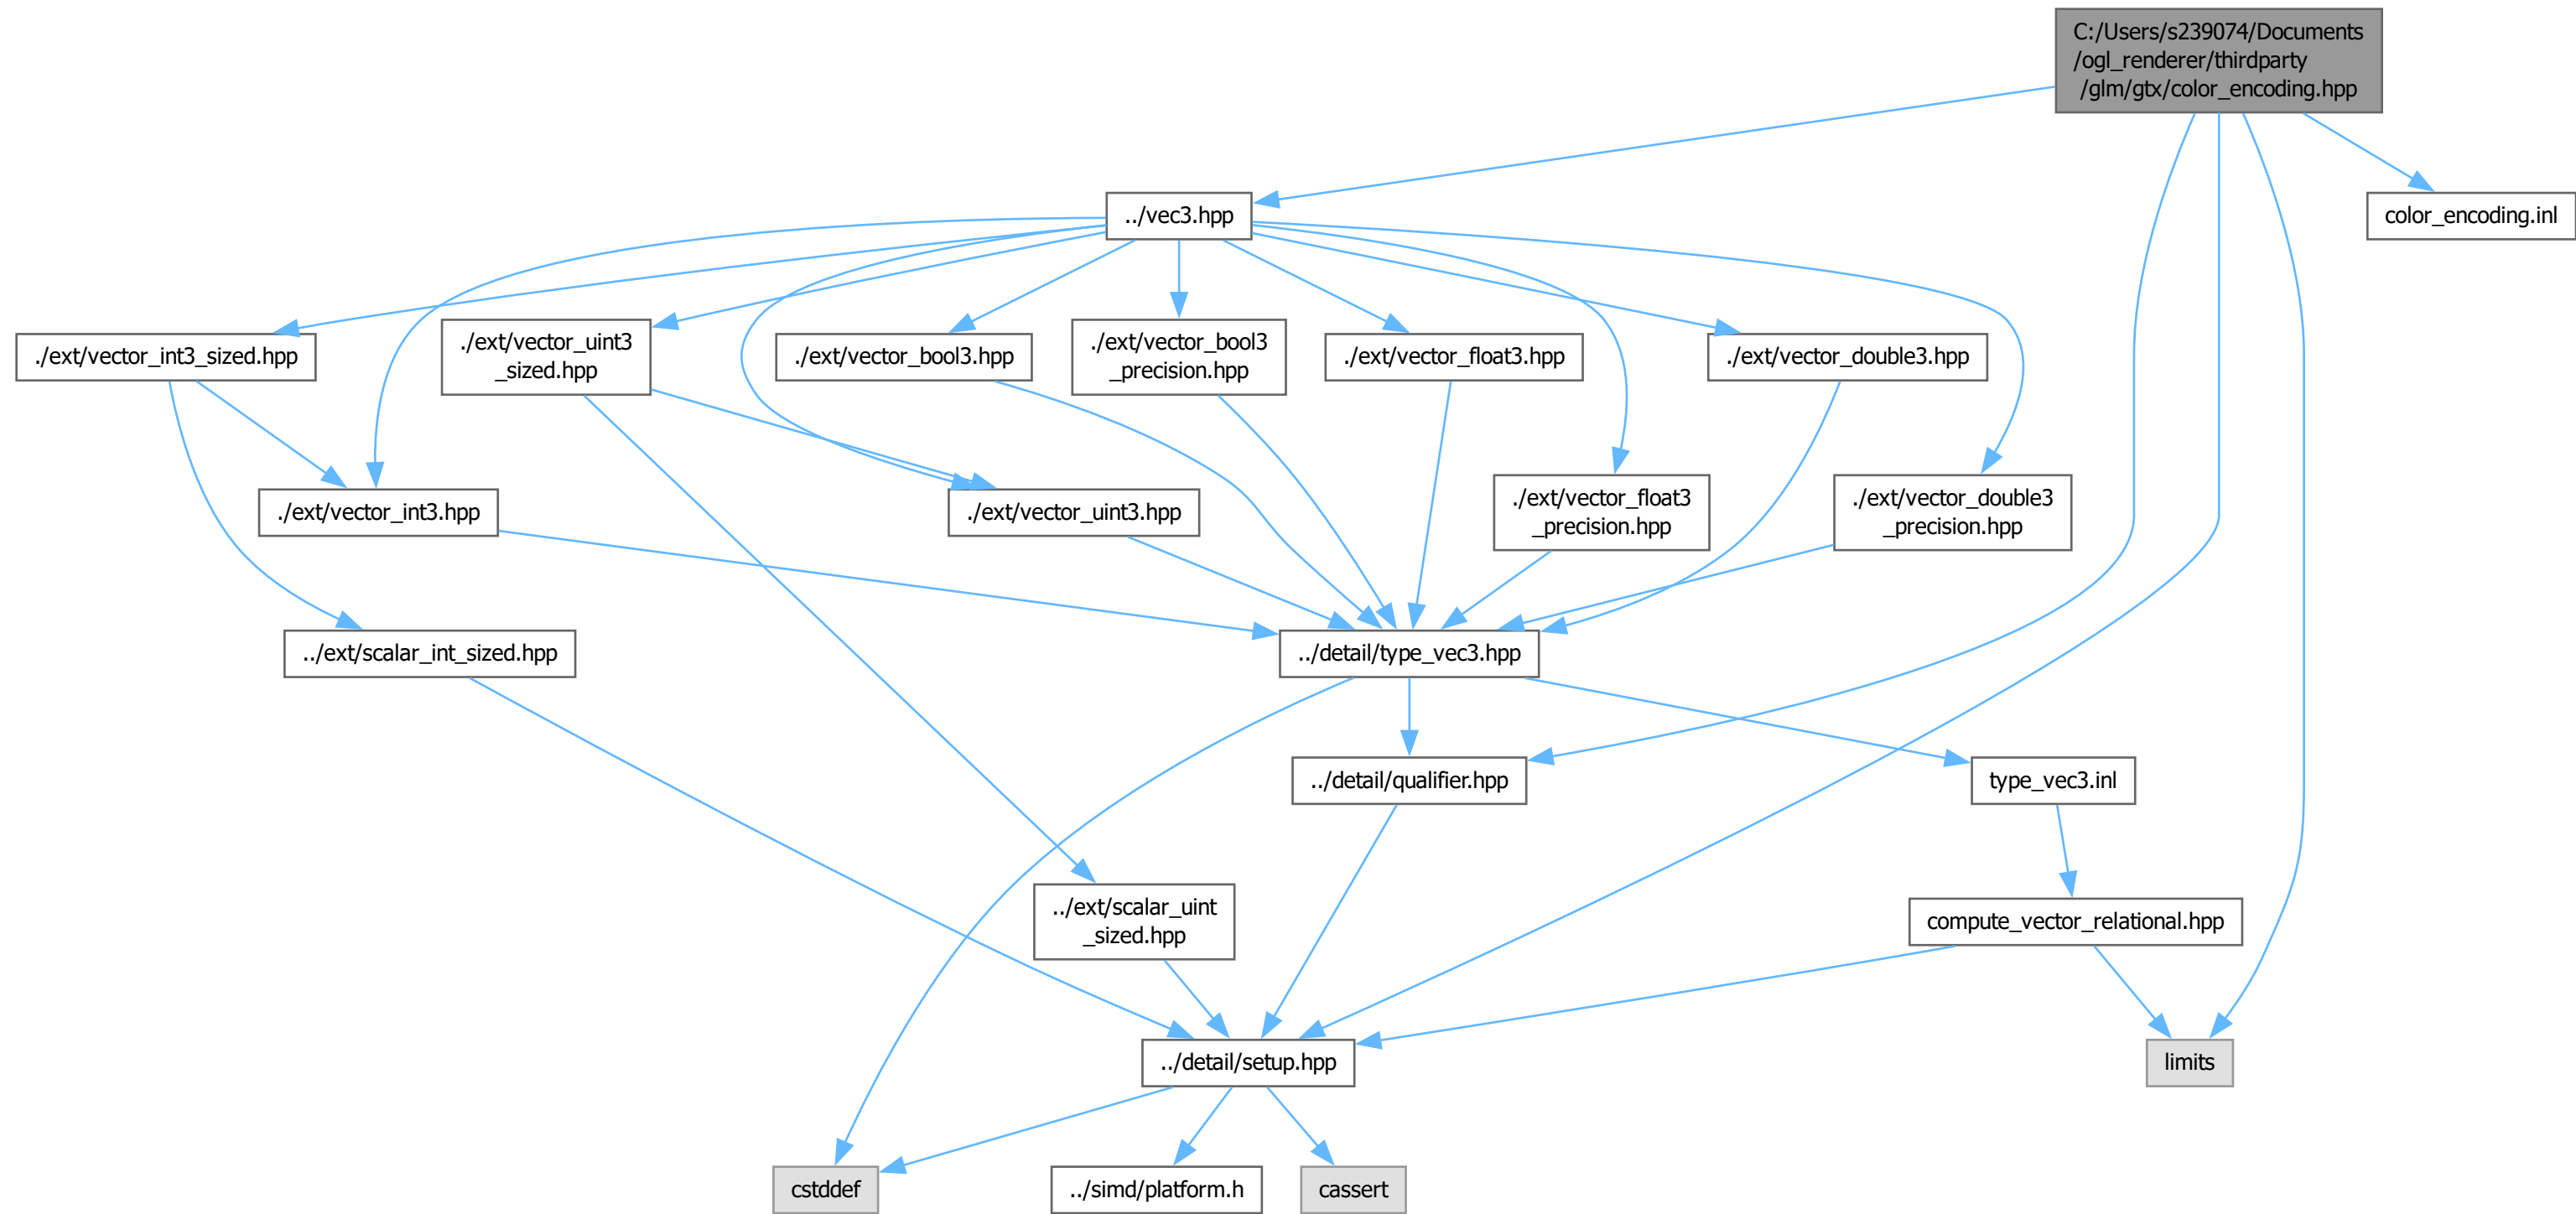 C:/Users/s239074/Documents
/ogl_renderer/thirdparty
/glm/gtx/color_encoding.hpp
../vec3.hpp
color_encoding.inl
./ext/vector_int3_sized.hpp
./ext/vector_uint3
_sized.hpp
./ext/vector_bool3.hpp
./ext/vector_bool3
_precision.hpp
./ext/vector_float3.hpp
./ext/vector_double3.hpp
./ext/vector_int3.hpp
./ext/vector_uint3.hpp
./ext/vector_float3
_precision.hpp
./ext/vector_double3
_precision.hpp
../ext/scalar_int_sized.hpp
../detail/type_vec3.hpp
../detail/qualifier.hpp
type_vec3.inl
../ext/scalar_uint
_sized.hpp
compute_vector_relational.hpp
../detail/setup.hpp
limits
cstddef
../simd/platform.h
cassert